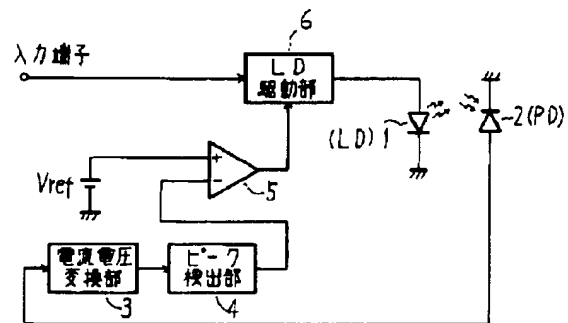 6
入力端子
LD
駆動部
(LD)1
2(PD)
Vref
+
-
5
電流電圧
変換部
3
ピーク
検出部
4